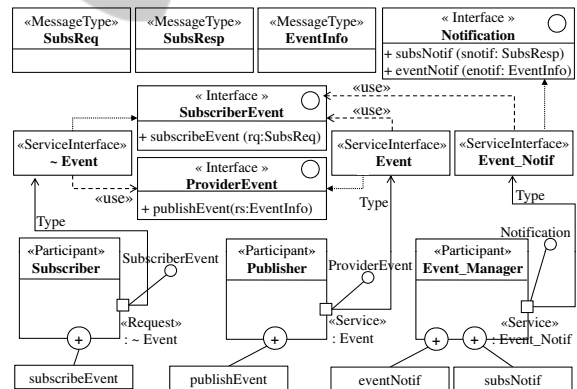 «MessageType»
SubsReq
«MessageType»
SubsResp
«MessageType»
EventInfo
« Interface »
Notification
+ subsNotif (snotif: SubsResp)
+ eventNotif (enotif: EventInfo)
«use»
« Interface »
SubscriberEvent
+ subscribeEvent (rq:SubsReq)
«use»
«ServiceInterface»
~ Event
« Interface »
ProviderEvent
+ publishEvent(rs:EventInfo)
«use»
«ServiceInterface»
Event
«ServiceInterface»
Event_Notif
Type
Type
Type
«Participant»
Subscriber
SubscriberEvent
«Request»
: ~ Event
+
subscribeEvent
«Participant»
Publisher
ProviderEvent
«Service»
: Event
+
publishEvent
«Participant»
Event_Manager
Notification
«Service»
: Event_Notif
+
+
eventNotif
subsNotif